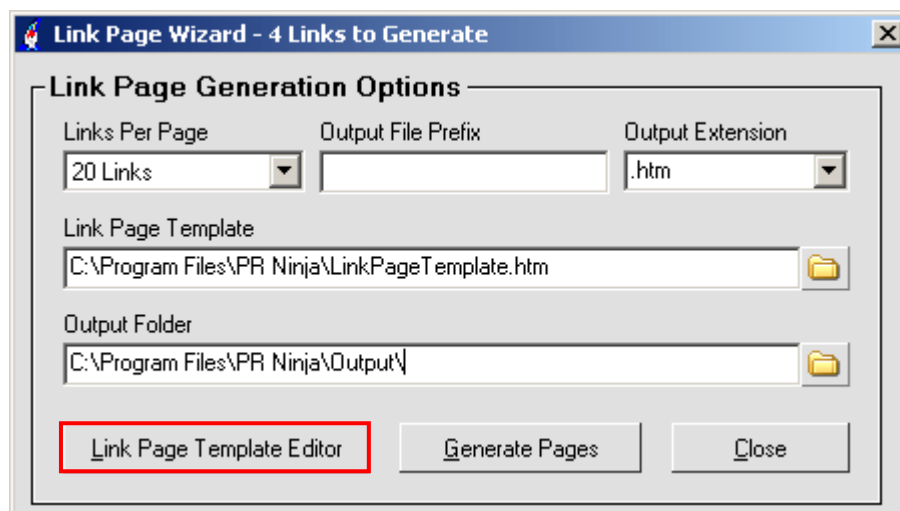 Link Page Wizard - 4 Links to Generate
Link Page Generation Options
Links Per Page Output File Prefix Output Extension
20 Links .htm
Link Page Template
C:\Program Files\PR Ninja\LinkPageTemplate.htm
Output Folder
C:\Program Files\PR Ninja\Output\
Link Page Template Editor Generate Pages Close